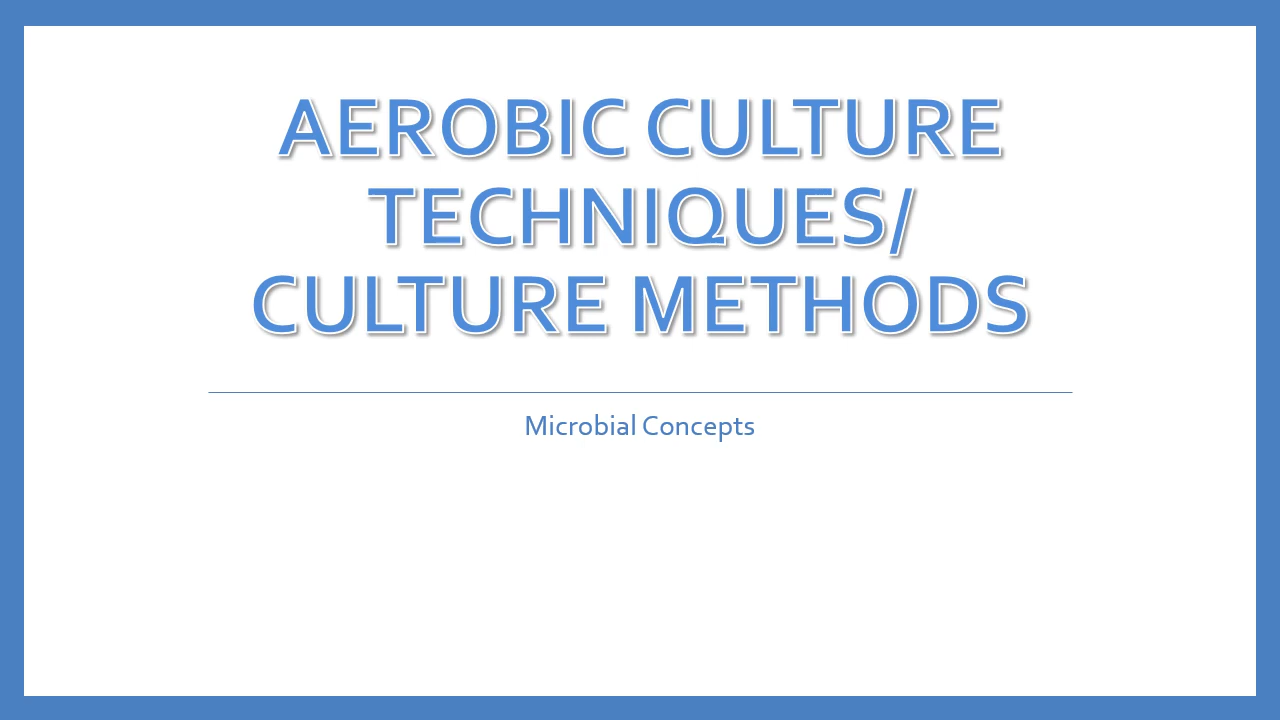 AEROBIC CULTURE
TECHNIQUES/
CULTURE METHODS
Microbial Concepts